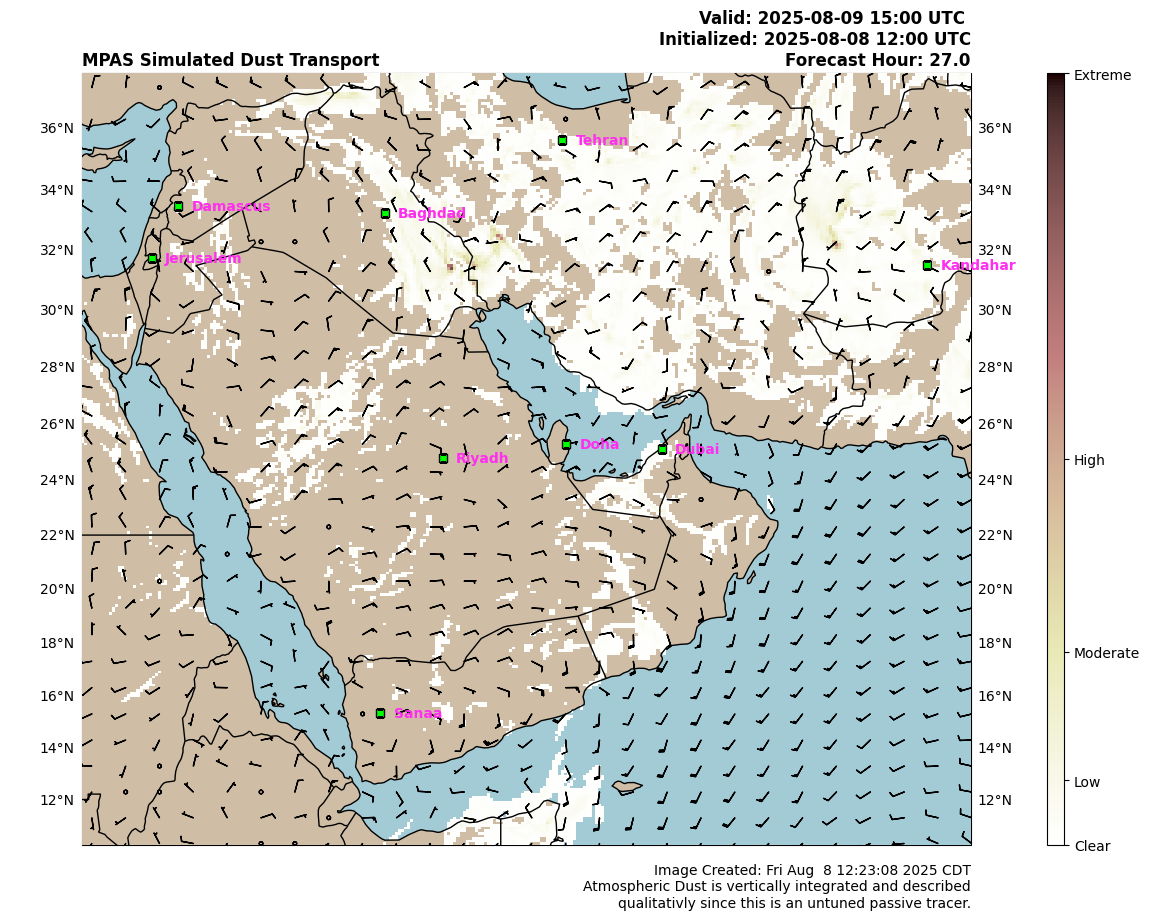 Valid: 2025-08-09 15:00 UTC
Initialized: 2025-08-08 12:00 UTC
MPAS Simulated Dust Transport Forecast Hour: 27.0
Extreme
36°N 36°N
Tehran
34°N 34°N
Damascus
Baghdad
32°N 32°N
Jerusalem
Kandahar
30°N 30°N
28°N 28°N
26°N 26°N
Doha
Dubai
Riyadh
High
24°N 24°N
22°N 22°N
20°N 20°N
18°N 18°N
Moderate
16°N 16°N
Sanaa
14°N 14°N
Low
12°N 12°N
Clear
Image Created: Fri Aug 8 12:23:08 2025 CDT
Atmospheric Dust is vertically integrated and described
qualitativly since this is an untuned passive tracer.